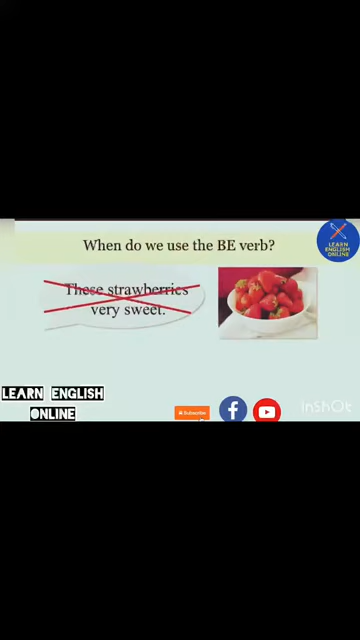 When do we use the BE verb?
LEARN
ENGLISH
ONLINE
These strawberries
very sweet.
LEARN ENGLISH
ONLINE
Subscribe
InShOt